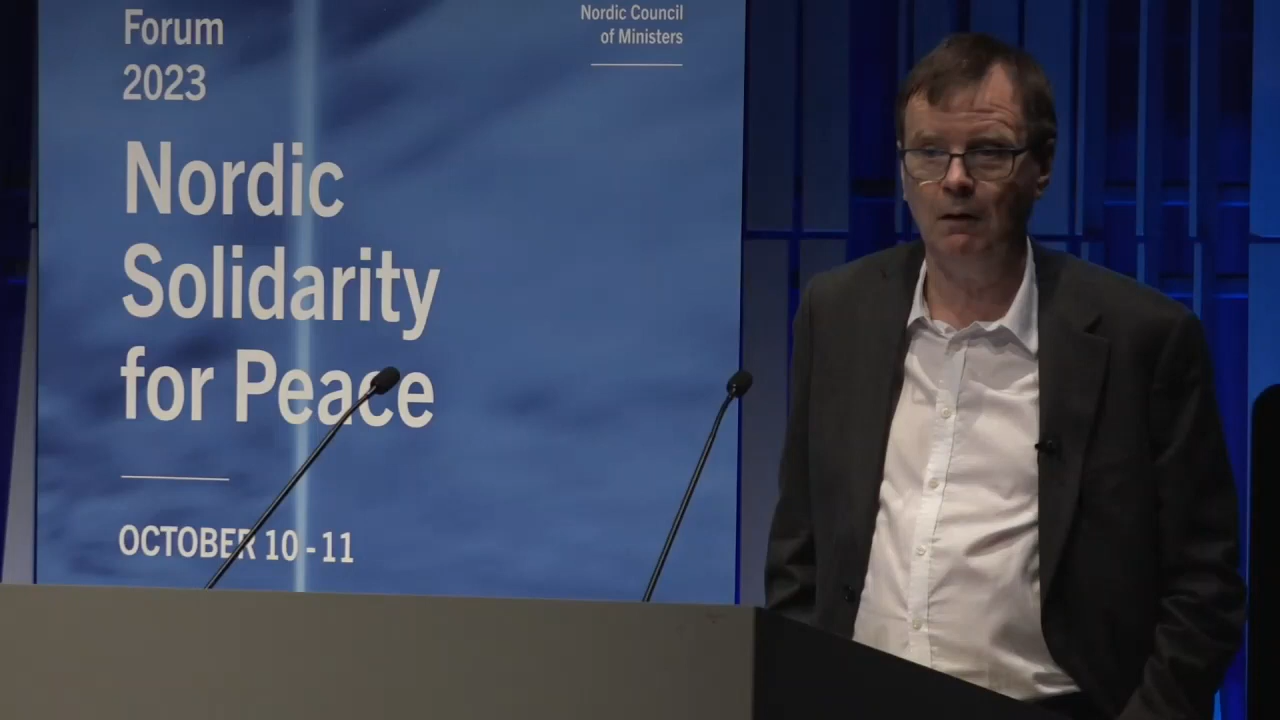 Forum
2023
Nordic Council
of Ministers
Nordic
Solidarity
for Peace
OCTOBER 10 - 11